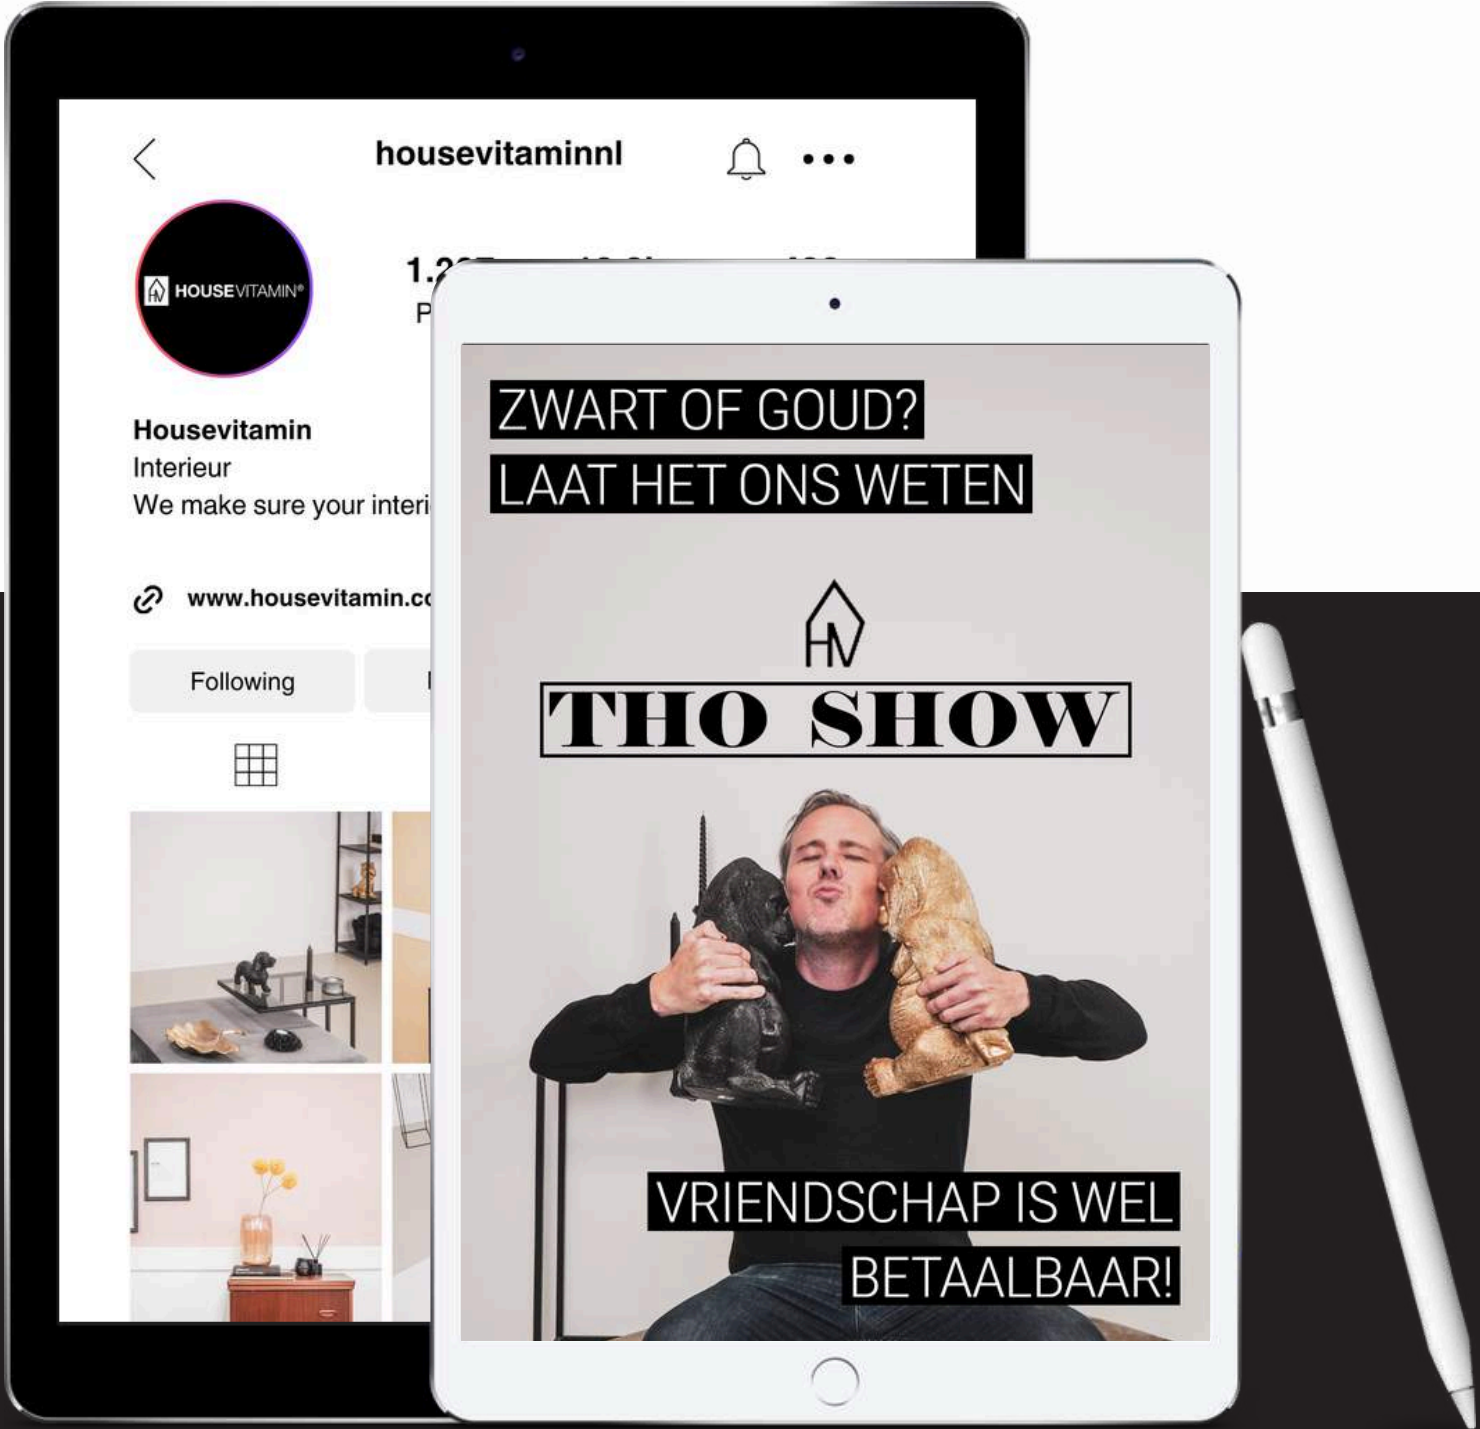 housevitaminnl
HV HOUSEVITAMIN®
Housevitamin
Interieur
We make sure your
www.housevitamin.
Following
ZWART OF GOUD?
LAAT HET ONS WETEN
HV
THO SHOW
VRIENDSCHAP IS WEL
BETAALBAAR!